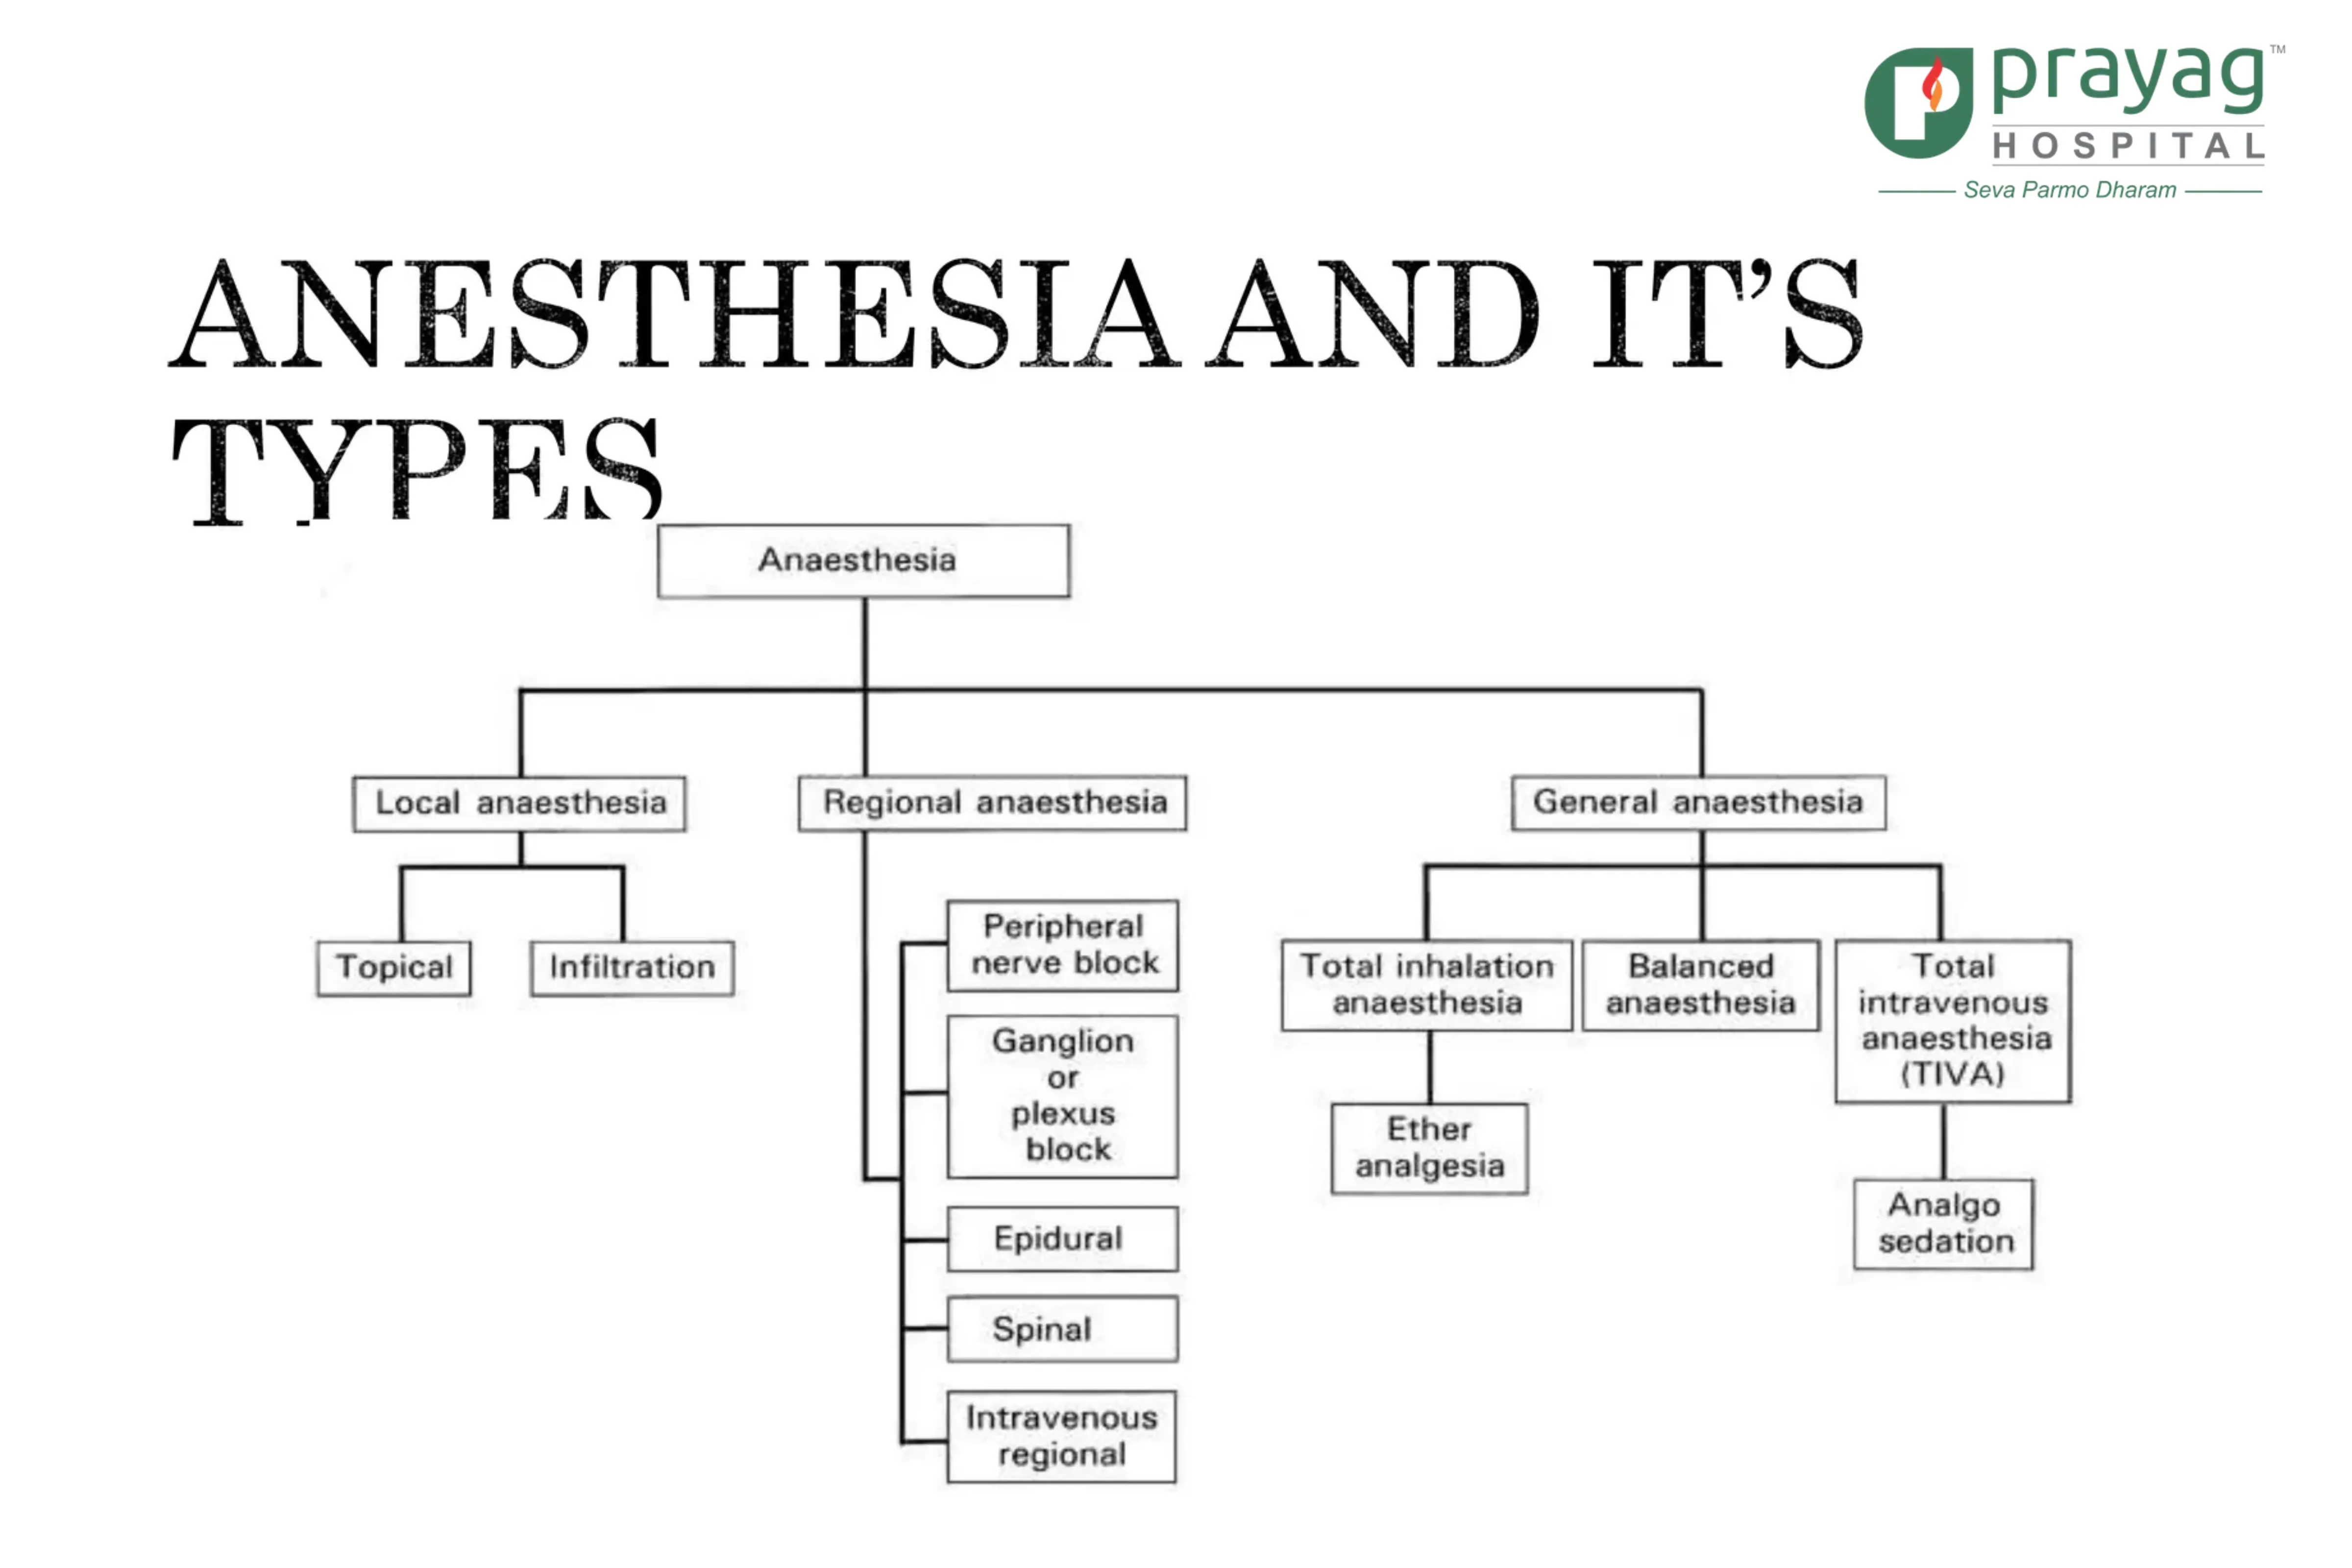 prayag™
HOSPITAL
Seva Parmo Dharam
ANESTHESIA AND IT’S
TYPES
Anaesthesia
Local anaesthesia
Regional anaesthesia
General anaesthesia
Topical
Infiltration
Peripheral
nerve block
Ganglion
or
plexus
block
Epidural
Spinal
Intravenous
regional
Total inhalation
anaesthesia
Balanced
anaesthesia
Total
intravenous
anaesthesia
(TIVA)
Ether
analgesia
Analgo
sedation